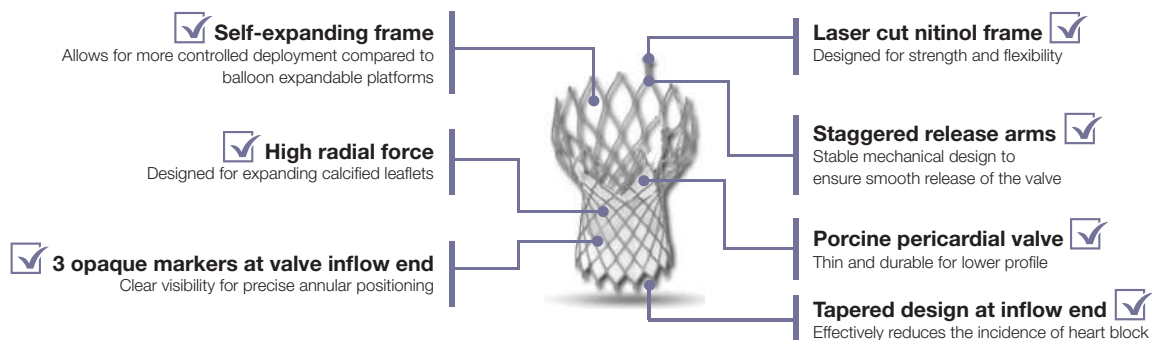 Self-expanding frame
Allows for more controlled deployment compared to
balloon expandable platforms
High radial force
Designed for expanding calcified leaflets
3 opaque markers at valve inflow end
Clear visibility for precise annular positioning
Laser cut nitinol frame
Designed for strength and flexibility
Staggered release arms
Stable mechanical design to
ensure smooth release of the valve
Porcine pericardial valve
Thin and durable for lower profile
Tapered design at inflow end
Effectively reduces the incidence of heart block